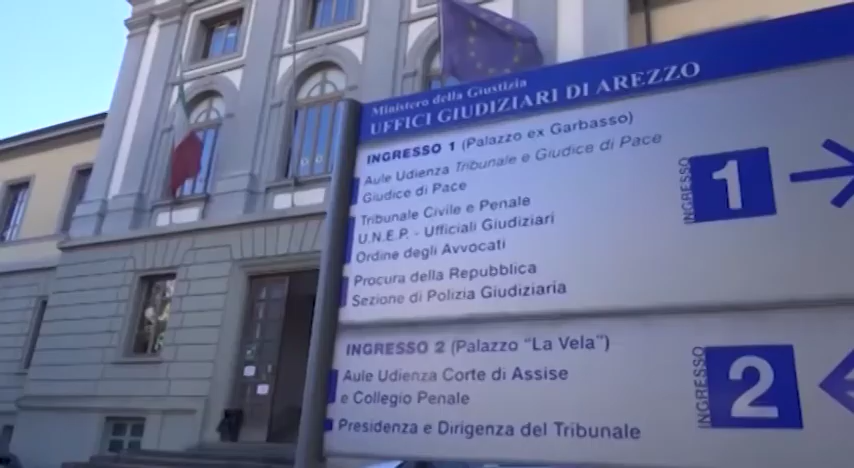 Ministero della Giustizia
UFFICI GIUDIZIARI DI AREZZO
INGRESSO 1 (Palazzo ex Garbasso)
Aule Udienza Tribunale e Giudice di Pace
Giudice di Pace
Tribunale Civile e Penale
U.N.E.P. - Ufficiali Giudiziari
Ordine degli Avvocati
Procura della Repubblica
Sezione di Polizia Giudiziaria
INGRESSO
1
INGRESSO 2 (Palazzo "La Vela")
Aule Udienza Corte di Assise
e Collegio Penale
Presidenza e Dirigenza del Tribunale
INGRESSO
2